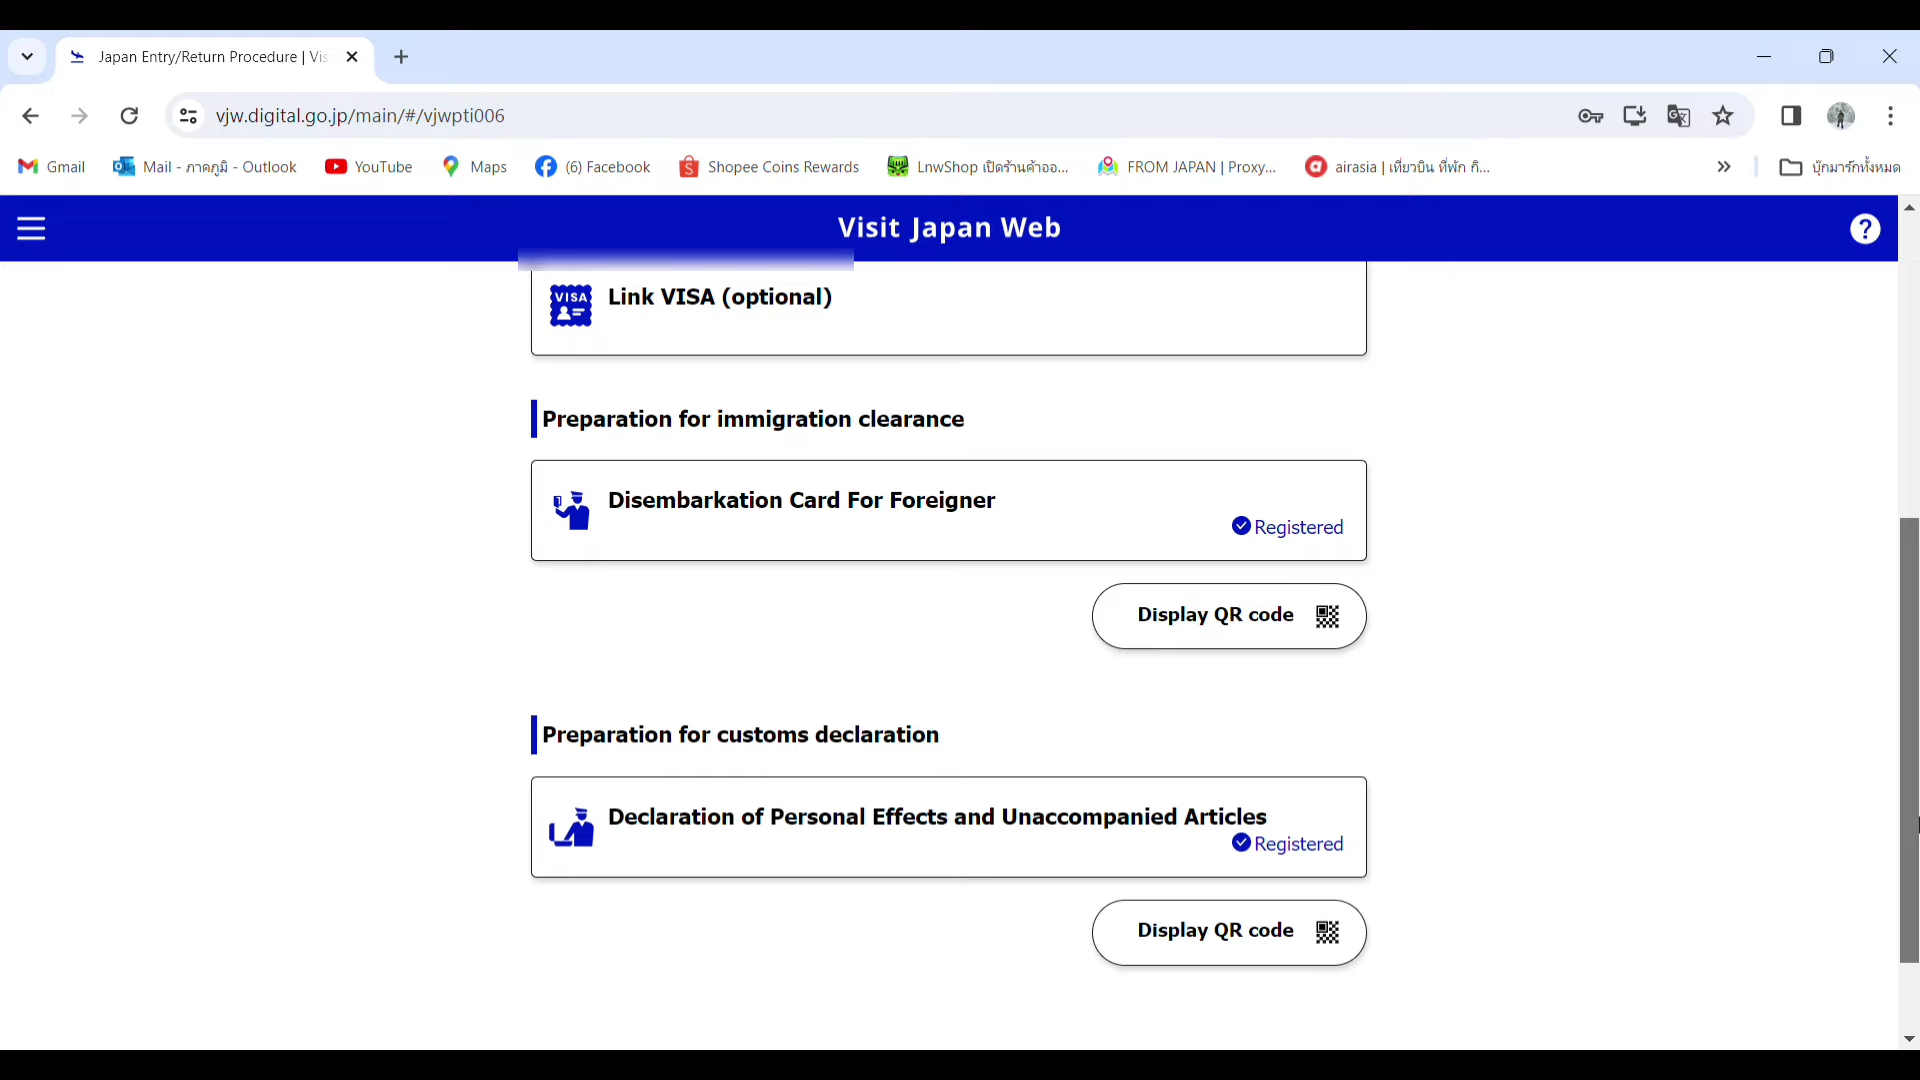 Japan Entry/Return Procedure | Vis
vjw.digital.go.jp/main/#/vjwpti006
Gmail
Mail - ภาคภูมิ - Outlook
YouTube
Maps
(6) Facebook
Shopee Coins Rewards
LnwShop เปิดร้านค้าออ...
FROM JAPAN | Proxy...
airasia | เที่ยวบิน ที่พัก กิ...
บุ๊กมาร์กทั้งหมด
Visit Japan Web
VISA
Link VISA (optional)
Preparation for immigration clearance
Disembarkation Card For Foreigner
Registered
Display QR code
Preparation for customs declaration
Declaration of Personal Effects and Unaccompanied Articles
Registered
Display QR code